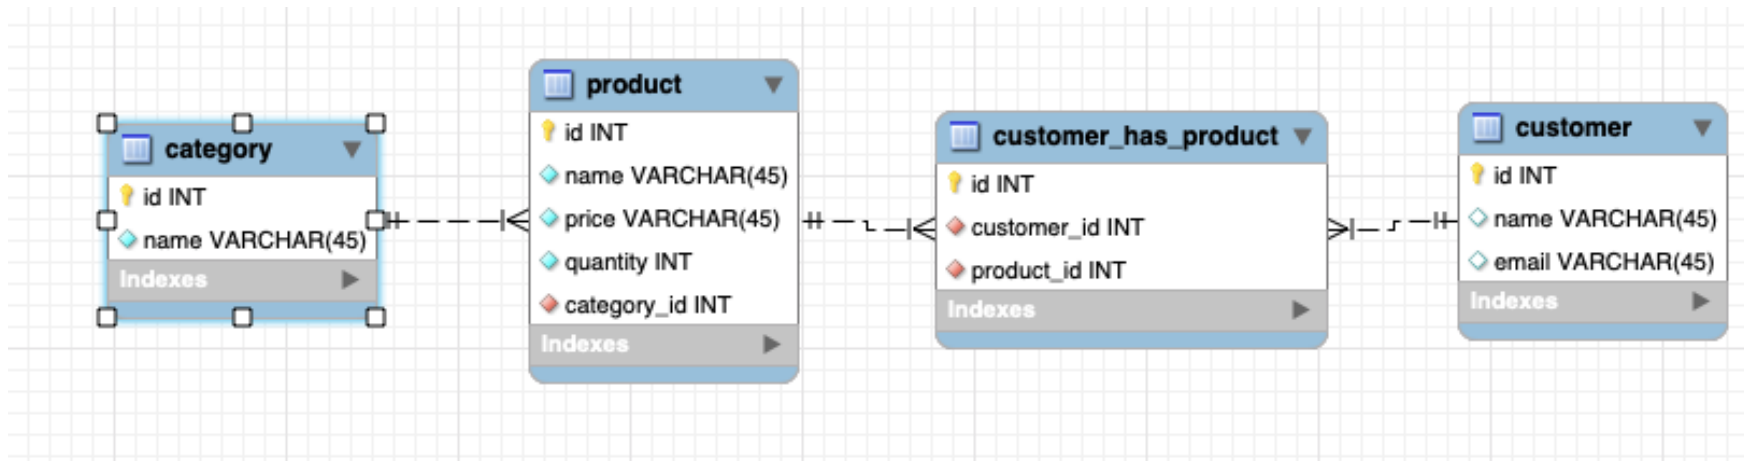 category
id INT
name VARCHAR(45)
Indexes
product
id INT
name VARCHAR(45)
price VARCHAR(45)
quantity INT
category_id INT
Indexes
customer_has_product
id INT
customer_id INT
product_id INT
Indexes
customer
id INT
name VARCHAR(45)
email VARCHAR(45)
Indexes